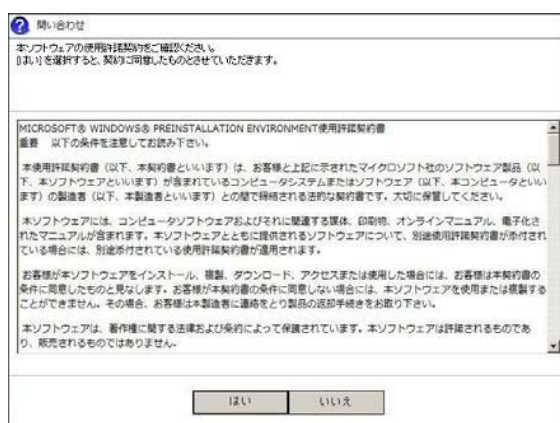 問い合わせ
本ソフトウェアの使用許諾契約をご確認ください。
[はい]を選択すると、契約に同意したものとさせていただきます。
MICROSOFT® WINDOWS® PREINSTALLATION ENVIRONMENT使用許諾契約書
重要　以下の条件を注意してお読み下さい。
本使用許諾契約書（以下、本契約書といいます）は、お客様と上記に示されたマイクロソフト社のソフトウェア製品（以
下、本ソフトウェアといいます）が含まれているコンピュータシステムまたはソフトウェア（以下、本コンピュータといい
ます）の製造者（以下、本製造者といいます）との間で締結される法的な契約書です。大切に保管してください。
本ソフトウェアには、コンピュータソフトウェアおよびそれに関連する媒体、印刷物、オンラインマニュアル、電子化さ
れたマニュアルが含まれます。本ソフトウェアとともに提供されるソフトウェアについて、別途使用許諾契約書が添付され
ている場合には、別途添付されている使用許諾契約書が適用されます。
お客様が本ソフトウェアをインストール、複製、ダウンロード、アクセスまたは使用した場合には、お客様は本契約書の
条件に同意したものと見なします。お客様が本契約書の条件に同意しない場合には、本ソフトウェアを使用または複製する
ことができません。その場合、お客様は本製造者に連絡をとり製品の返却手続きをお取り下さい。
本ソフトウェアは、著作権に関する法律および条約によって保護されています。本ソフトウェアは許諾されるものであ
り、販売されるものではありません。
はい
いいえ